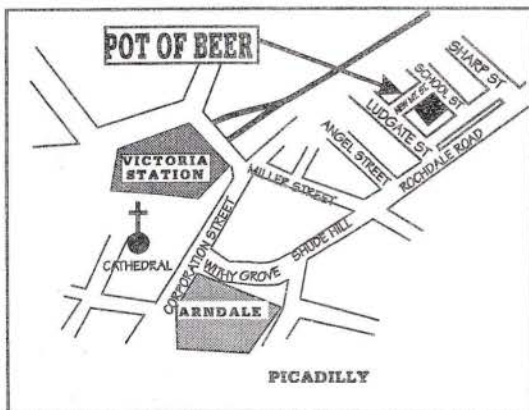 POT OF BEER
SHARP ST
SCHOOL ST
NEW MT. ST.
LUDGATE ST
ANGEL STREET
ROCHDALE ROAD
VICTORIA
STATION
MILLER STREET
CORPORATION STREET
SHUDE HILL
CATHEDRAL
WITHY GROVE
ARNDALE
PICADILLY